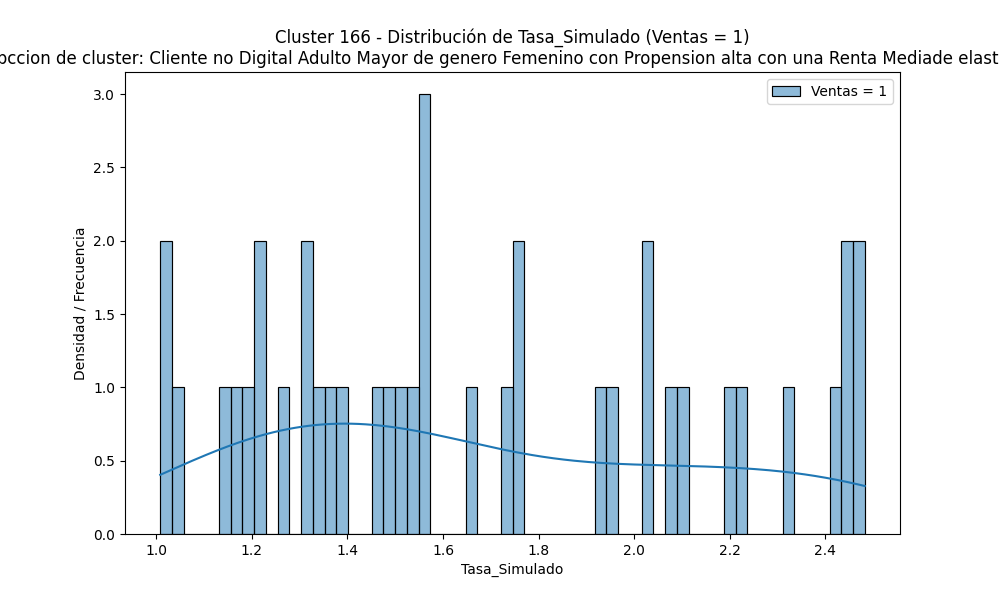 Cluster 166 - Distribución de Tasa_Simulado (Ventas = 1)
de cluster: Cliente no Digital Adulto Mayor de genero Femenino con Propension alta con una Renta Mediade
Ventas = 1
3.0
2.5
2.0
1.5
1.0
0.5
0.0
Densidad / Frecuencia
1.0 1.2 1.4 1.6 1.8 2.0 2.2 2.4
Tasa_Simulado